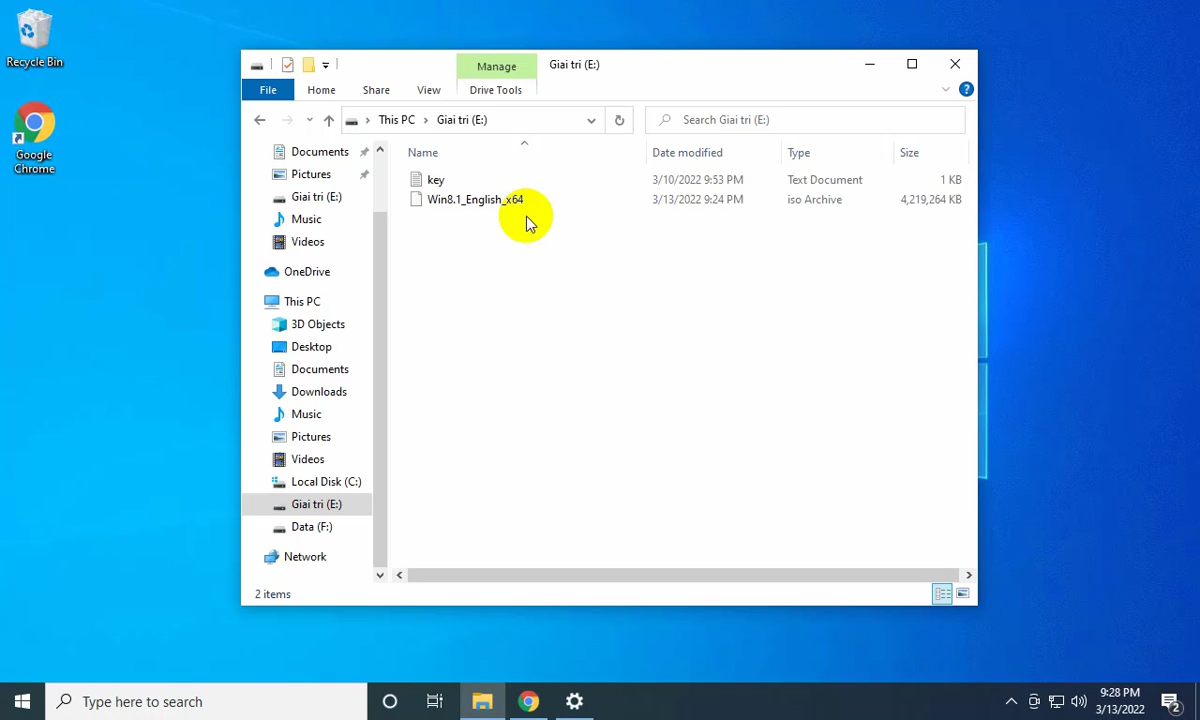 Recycle Bin
Google
Chrome
Manage
Giai tri (E:)
File
Home
Share
View
Drive Tools
This PC
Giai tri (E:)
Search Giai tri (E:)
Documents
Pictures
Giai tri (E:)
Music
Videos
OneDrive
This PC
3D Objects
Desktop
Documents
Downloads
Music
Pictures
Videos
Local Disk (C:)
Giai tri (E:)
Data (F:)
Network
Name Date modified Type Size
key 3/10/2022 9:53 PM Text Document 1 KB
Win8.1_English_x64 3/13/2022 9:24 PM iso Archive 4,219,264 KB
2 items
Type here to search
9:28 PM
3/13/2022
2